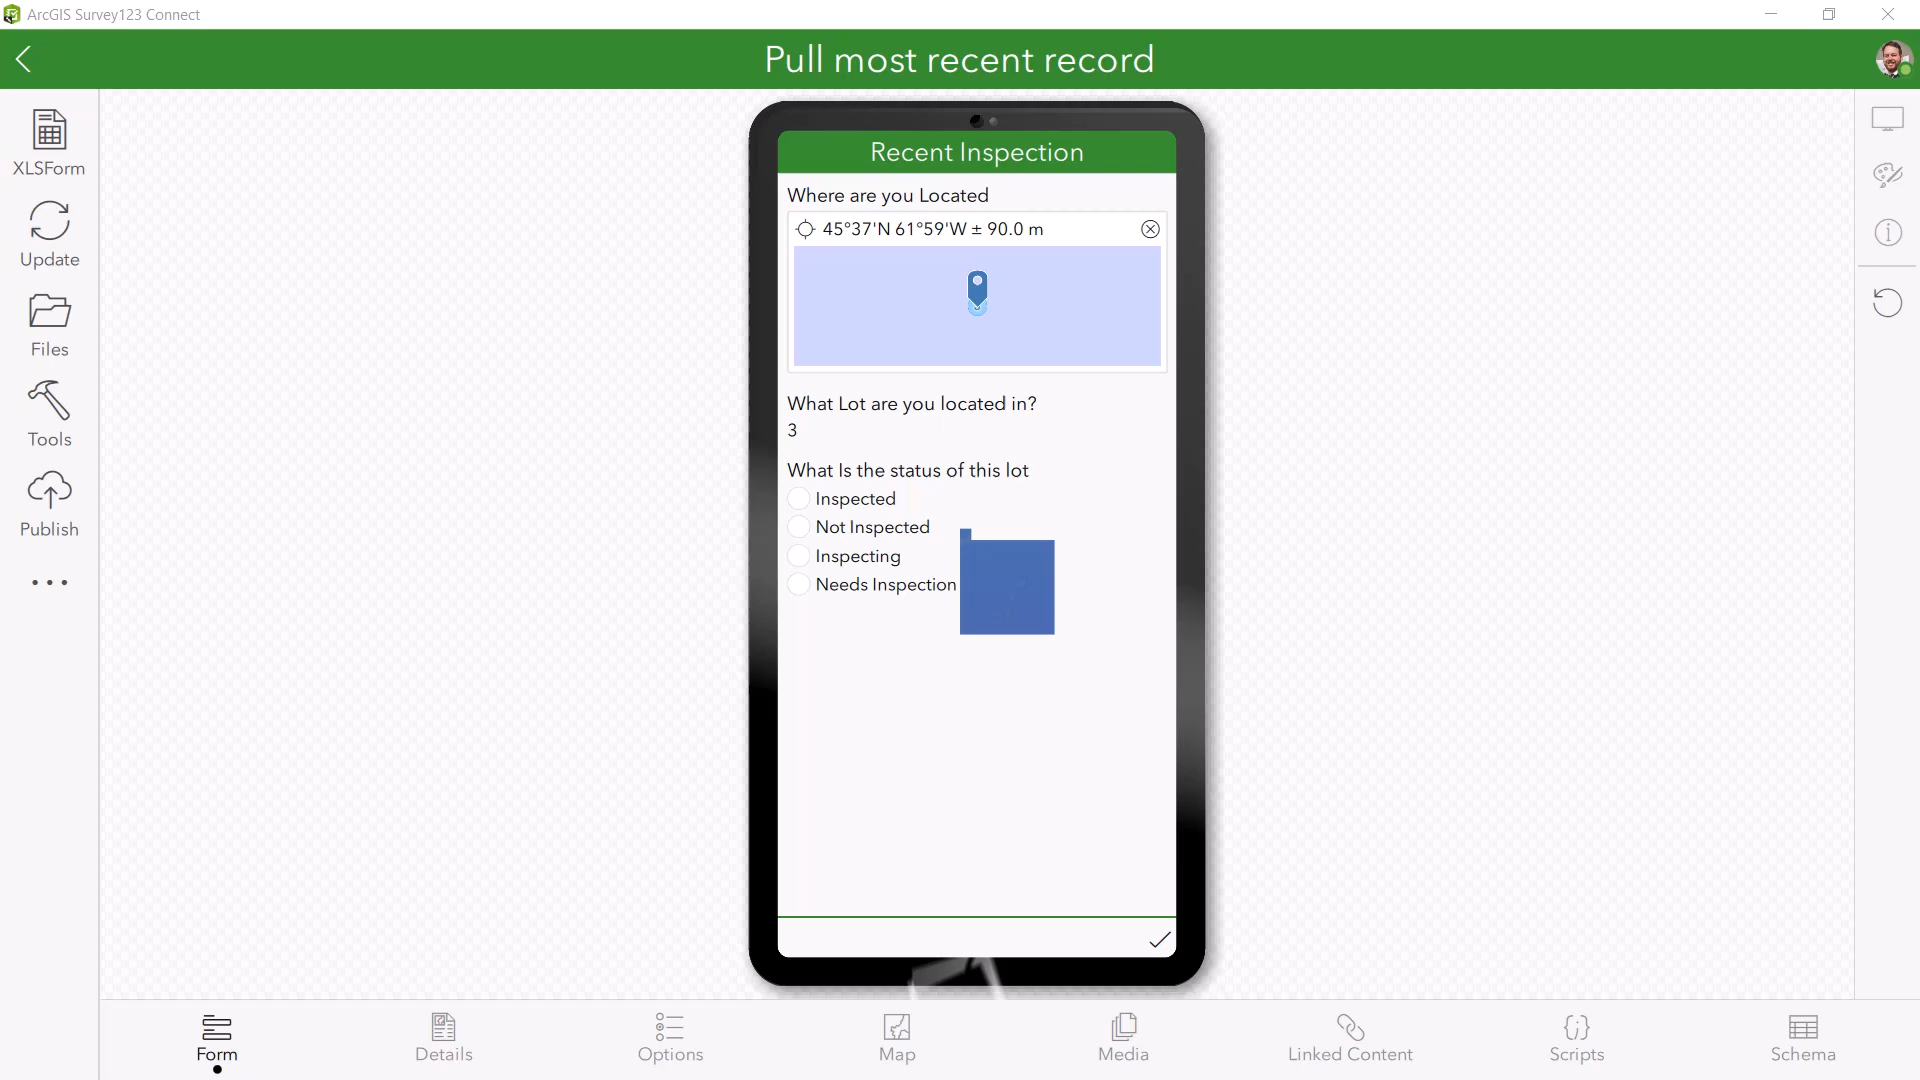 ArcGIS Survey123 Connect
Pull most recent record
XLSForm
Update
Files
Tools
Publish
Recent Inspection
Where are you Located
45°37'N 61°59'W ± 90.0 m
What Lot are you located in?
3
What Is the status of this lot
Inspected
Not Inspected
Inspecting
Needs Inspection
Form
Details
Options
Map
Media
Linked Content
Scripts
Schema